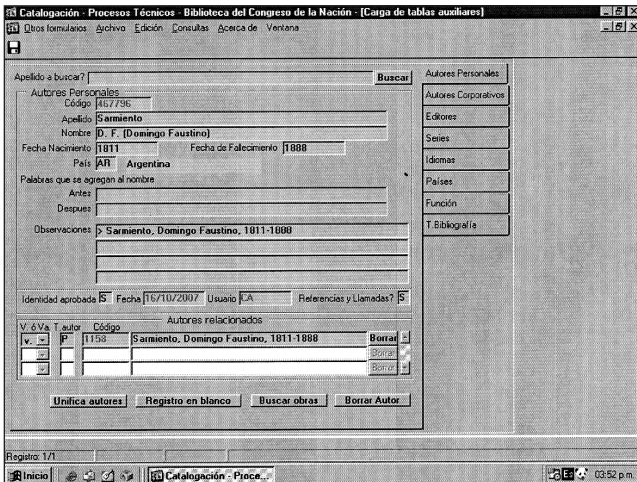 Catalogación - Procesos Técnicos - Biblioteca del Congreso de la Nación - [Carga de tablas auxiliares]
Otros formularios Archivo Edición Consultas Acerca de Ventana
Apellido a buscar? Buscar
Autores Personales
Código 467796
Apellido Sarmiento
Nombre D. F. (Domingo Faustino)
Fecha Nacimiento 1811 Fecha de Fallecimiento 1888
País AR Argentina
Palabras que se agregan al nombre
Antes
Despues
Observaciones > Sarmiento, Domingo Faustino, 1811-1888
Identidad aprobada S Fecha 16/10/2007 Usuario CA Referencias y Llamadas? S
Autores relacionados
V. óVa. T.autor Código
v. P 1158 Sarmiento, Domingo Faustino, 1811-1888 Borrar
Borrar
Borrar
Unifica autores Registro en blanco Buscar obras Borrar Autor
Autores Personales
Autores Corporativos
Editores
Series
Idiomas
Países
Función
T.Bibliografía
Registro: 1/1
Inicio Catalogación - Proce... Es 03:52 p.m.